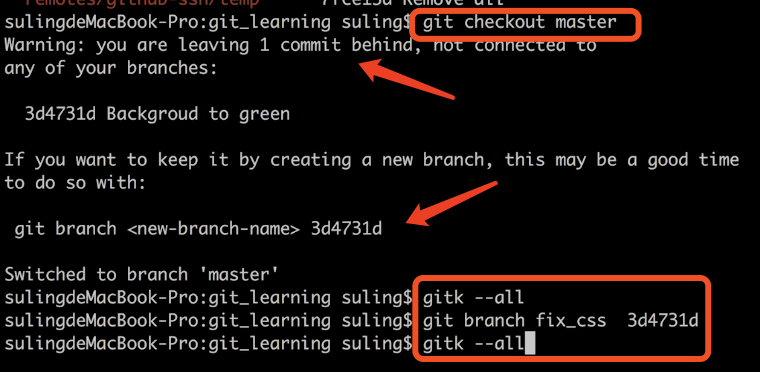 remotes/github-ssh/temp 7fce15d Remove all
sulingdeMacBook-Pro:git_learning suling$ git checkout master
Warning: you are leaving 1 commit behind, not connected to
any of your branches:
3d4731d Backgroud to green
If you want to keep it by creating a new branch, this may be a good time
to do so with:
git branch <new-branch-name> 3d4731d
Switched to branch 'master'
sulingdeMacBook-Pro:git_learning suling$ gitk --all
sulingdeMacBook-Pro:git_learning suling$ git branch fix_css  3d4731d
sulingdeMacBook-Pro:git_learning suling$ gitk --all